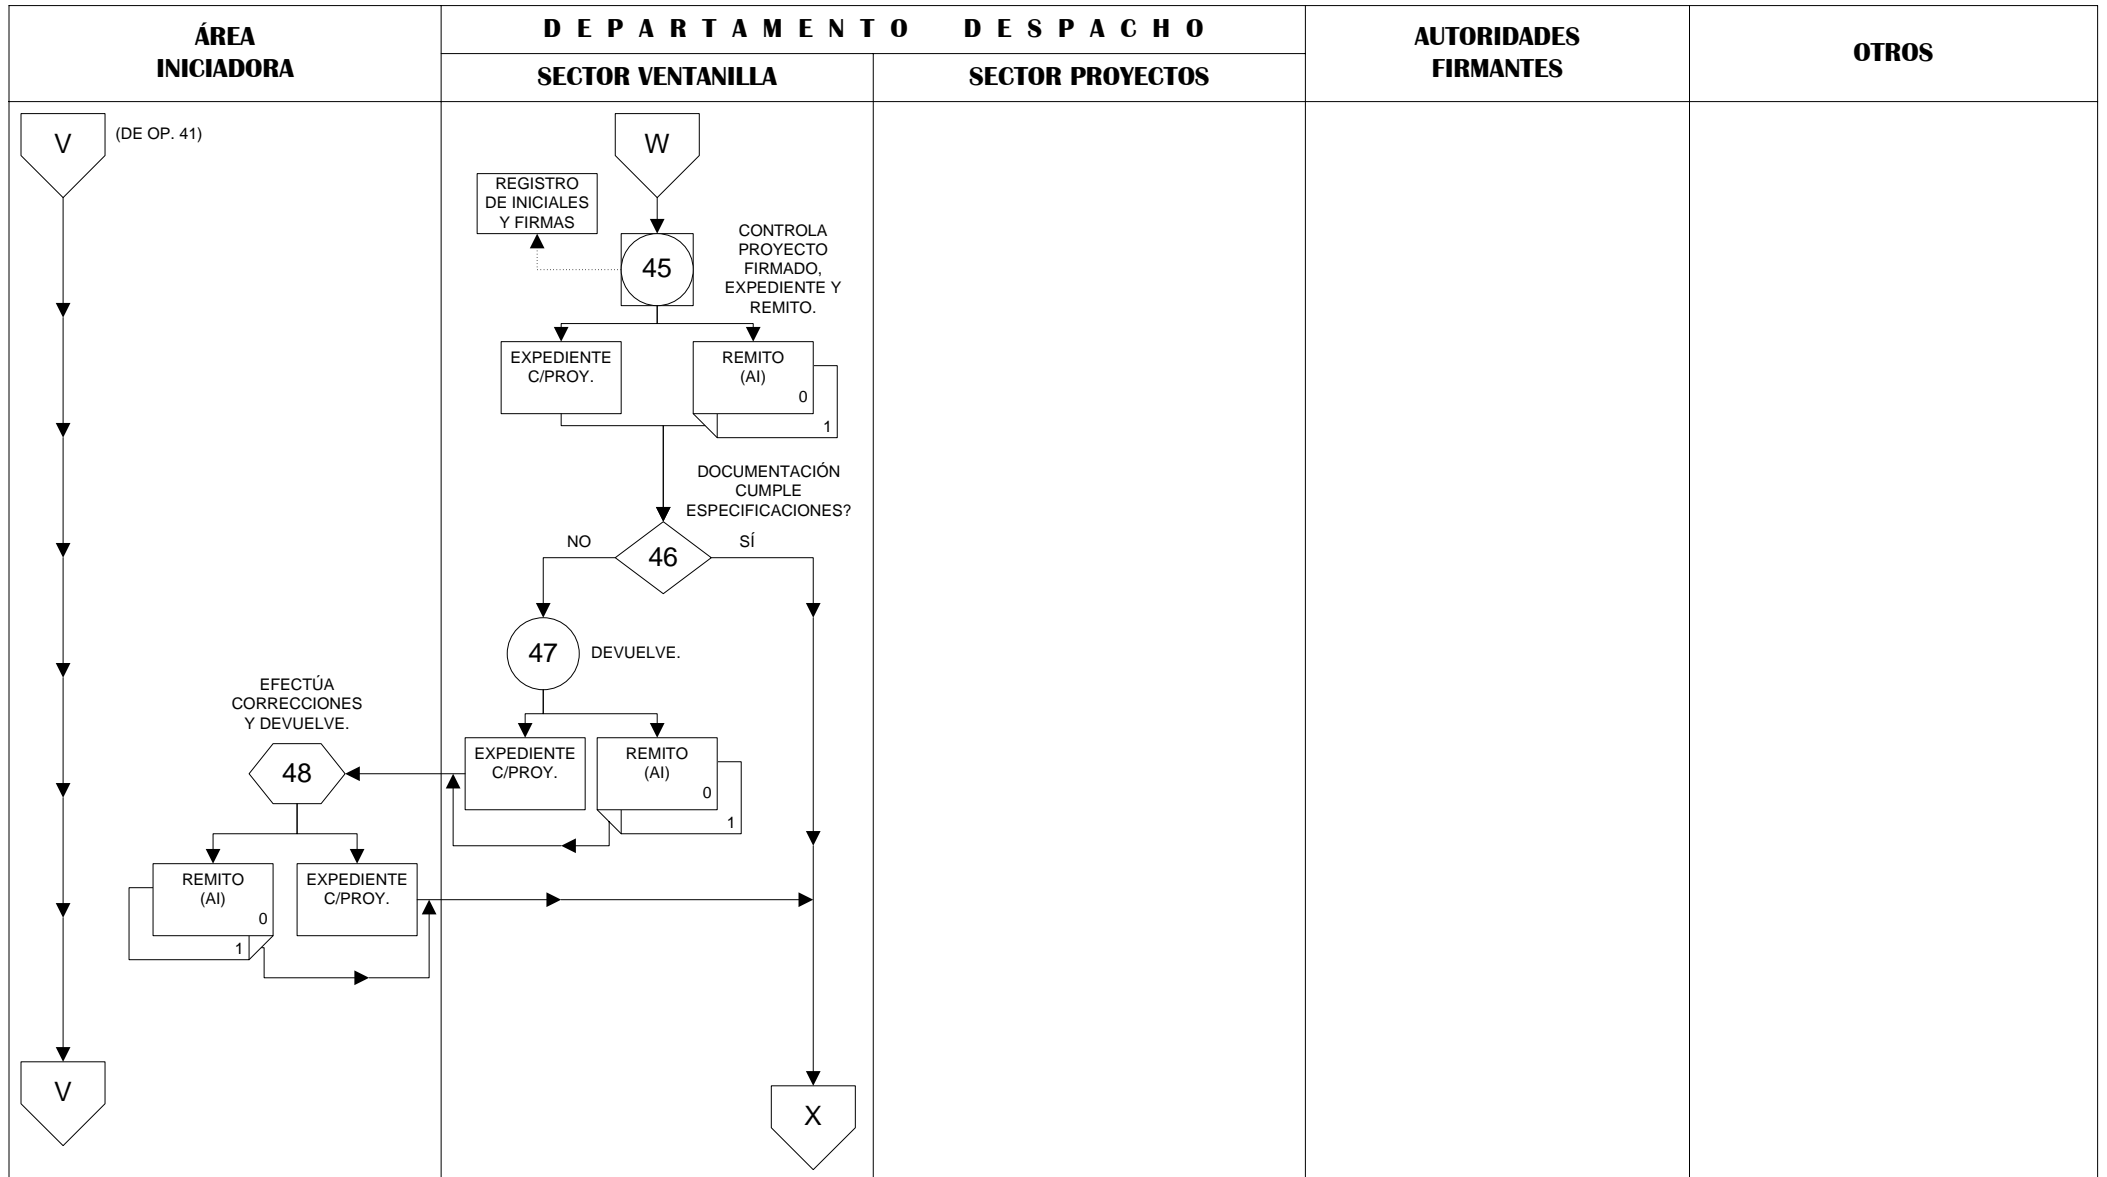 ÁREA
INICIADORA
DEPARTAMENTO DESPACHO
SECTOR VENTANILLA
SECTOR PROYECTOS
AUTORIDADES
FIRMANTES
OTROS
V
(DE OP. 41)
W
REGISTRO
DE INICIALES
Y FIRMAS
45
CONTROLA
PROYECTO
FIRMADO,
EXPEDIENTE Y
REMITO.
EXPEDIENTE
C/PROY.
REMITO
(AI)
0
1
DOCUMENTACIÓN
CUMPLE
ESPECIFICACIONES?
NO
46
SÍ
47
DEVUELVE.
EFECTÚA
CORRECCIONES
Y DEVUELVE.
48
EXPEDIENTE
C/PROY.
REMITO
(AI)
0
1
REMITO
(AI)
0
1
EXPEDIENTE
C/PROY.
V
X